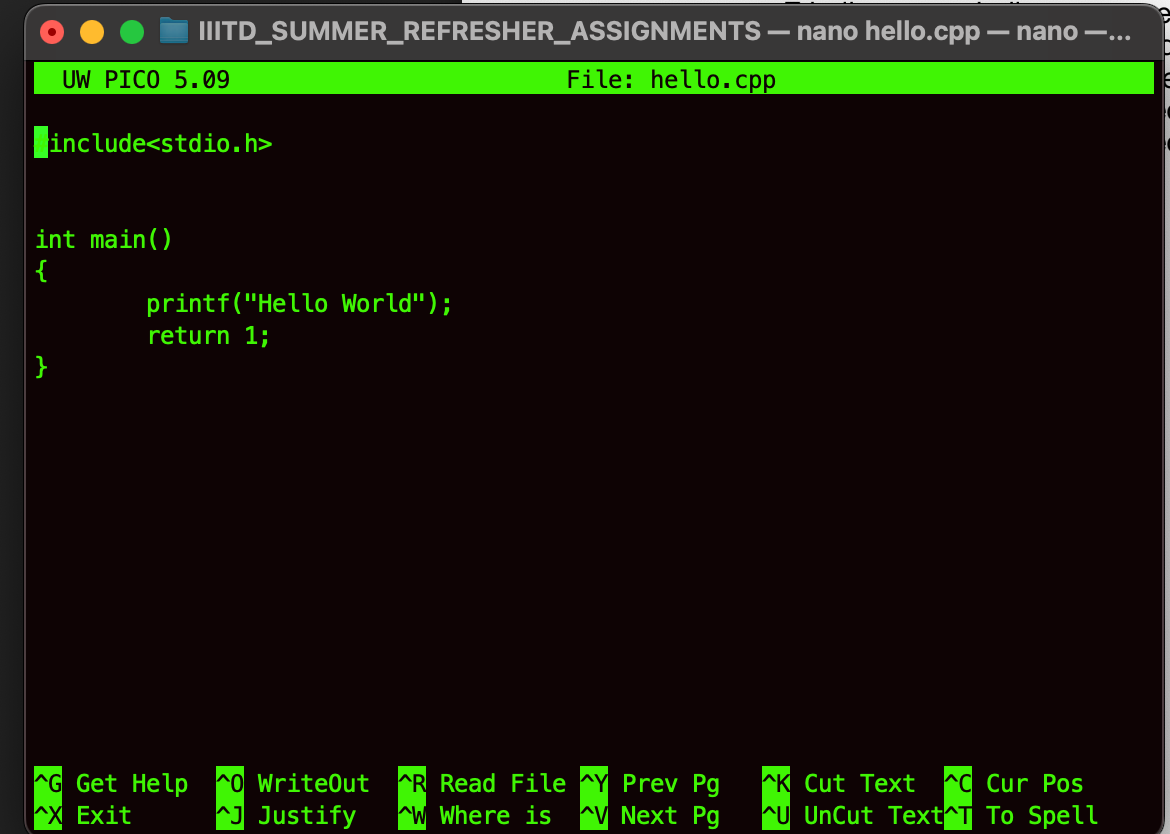 IIITD_SUMMER_REFRESHER_ASSIGNMENTS — nano hello.cpp — nano —...
UW PICO 5.09 File: hello.cpp
#include<stdio.h>
int main()
{
printf("Hello World");
return 1;
}
^G Get Help ^O WriteOut ^R Read File ^Y Prev Pg ^K Cut Text ^C Cur Pos
^X Exit ^J Justify ^W Where is ^V Next Pg ^U UnCut Text ^T To Spell